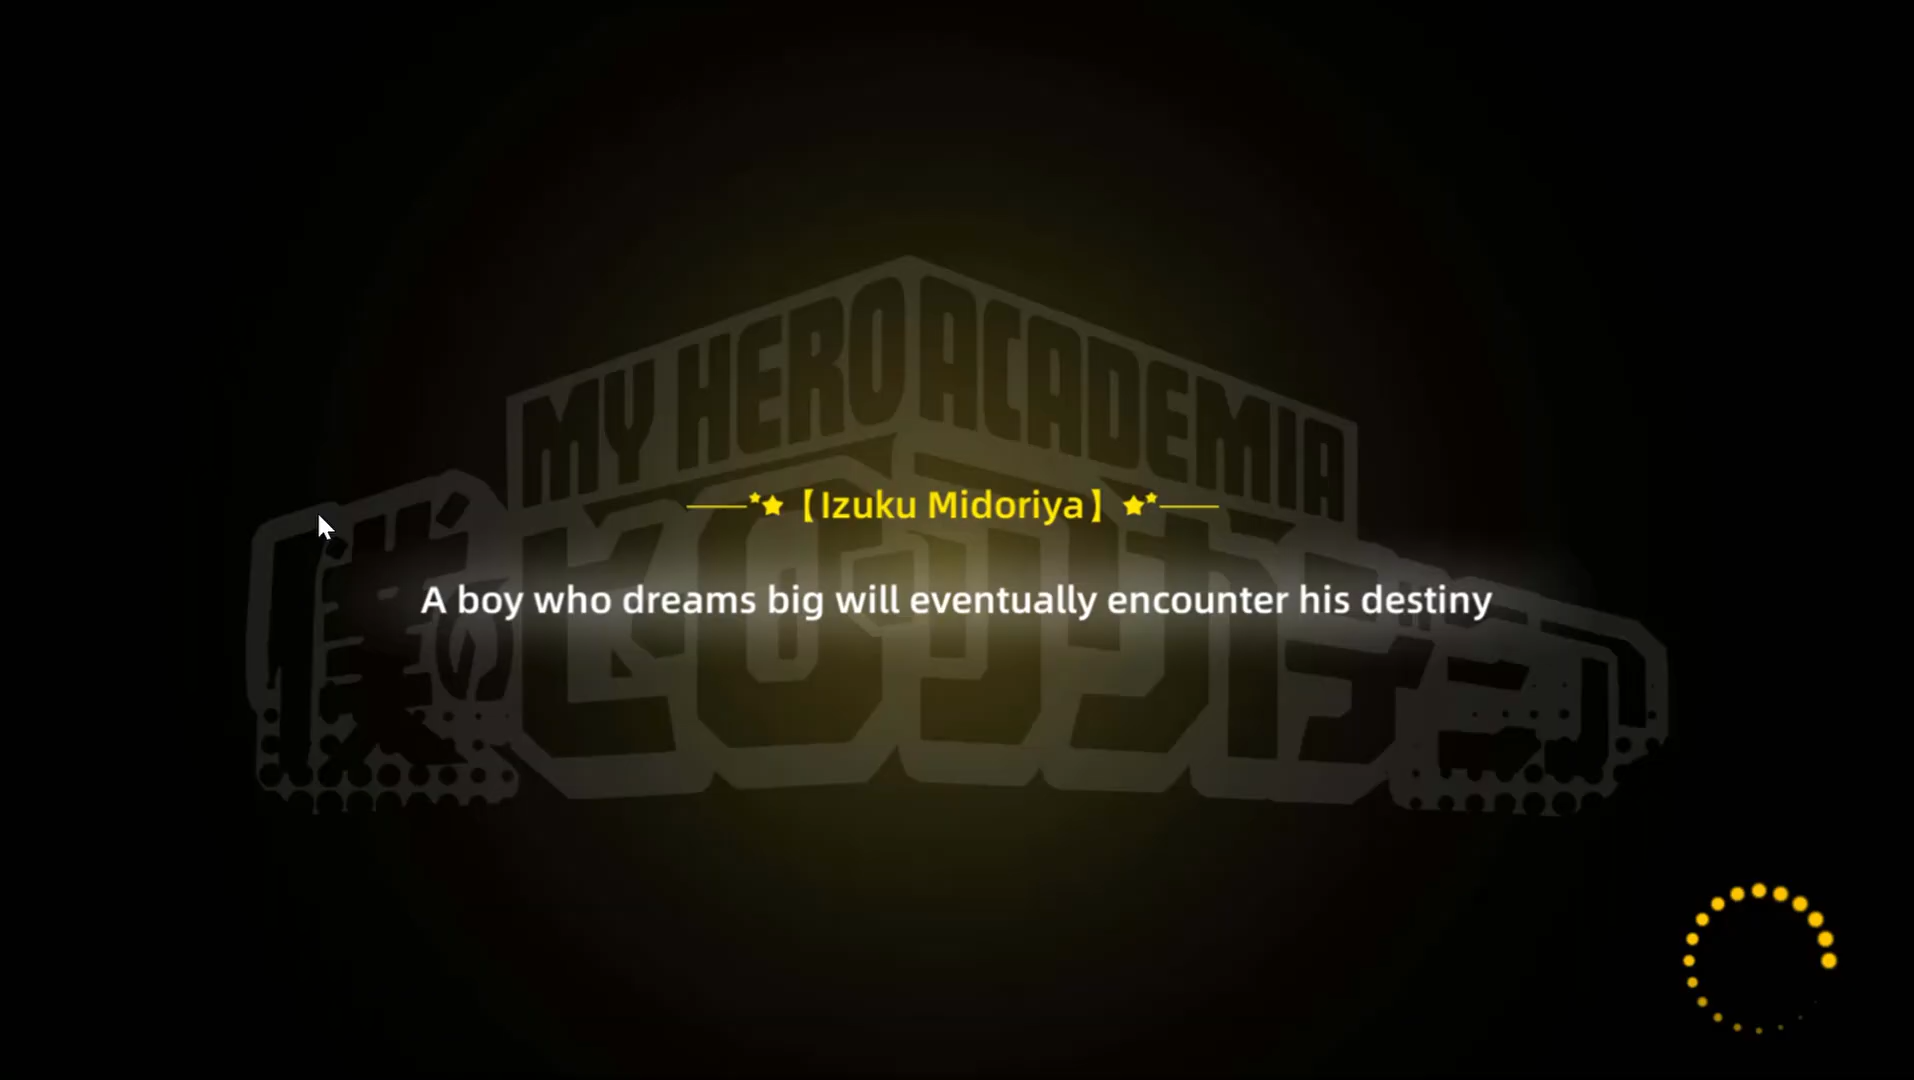 MY HERO ACADEMIA
【Izuku Midoriya】
A boy who dreams big will eventually encounter his destiny
僕のヒーローアカデミア